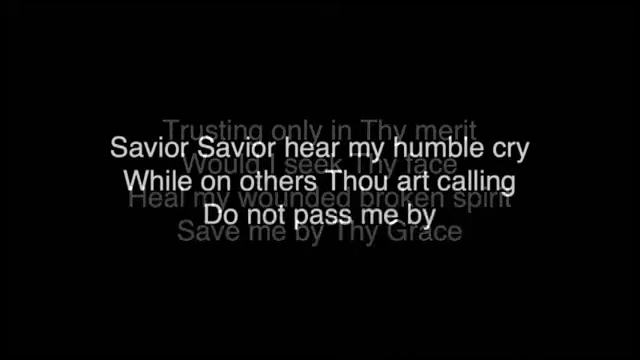 Trusting only in Thy merit
Savior Savior hear my humble cry
Would I seek Thy face
While on others Thou art calling
Heal my wounded broken spirit
Do not pass me by
Save me by Thy Grace